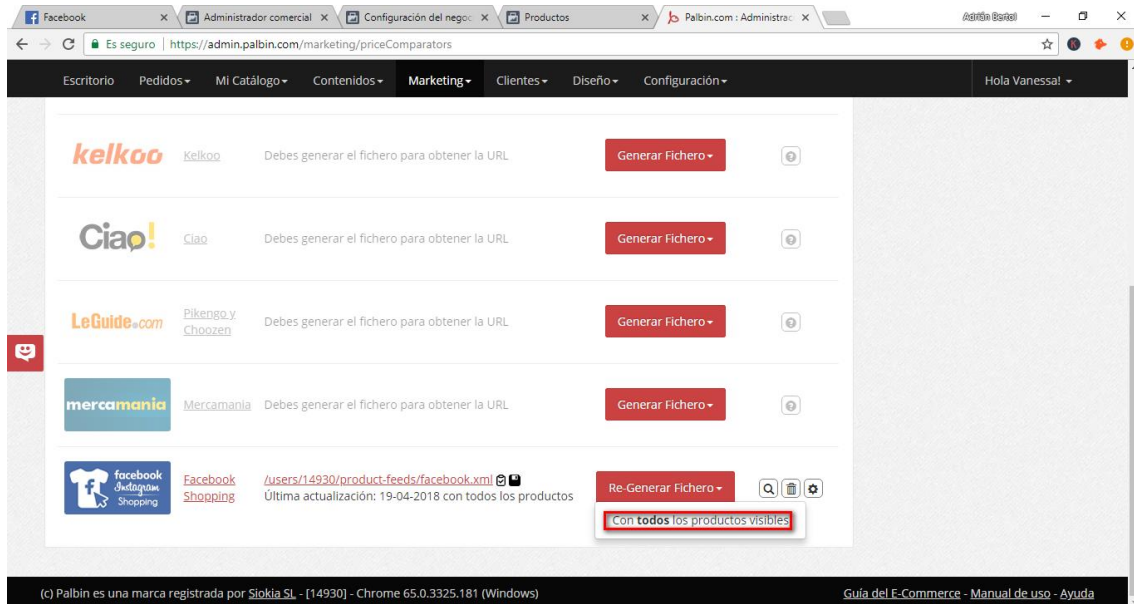 Facebook
Administrador comercial
Configuración del negoc
Productos
Palbin.com : Administrac
Adrián Bertol
Es seguro
https://admin.palbin.com/marketing/priceComparators
Escritorio Pedidos Mi Catálogo Contenidos Marketing Clientes Diseño Configuración Hola Vanessa!
kelkoo Kelkoo Debes generar el fichero para obtener la URL Generar Fichero
Ciao! Ciao Debes generar el fichero para obtener la URL Generar Fichero
LeGuide.com Pikengo y
Choozen
Debes generar el fichero para obtener la URL Generar Fichero
mercamania Mercamania Debes generar el fichero para obtener la URL Generar Fichero
facebook
Instagram
Shopping
Facebook
Shopping
/users/14930/product-feeds/facebook.xml
Última actualización: 19-04-2018 con todos los productos
Re-Generar Fichero
Con todos los productos visibles
(c) Palbin es una marca registrada por Siokia SL - [14930] - Chrome 65.0.3325.181 (Windows) Guía del E-Commerce - Manual de uso - Ayuda